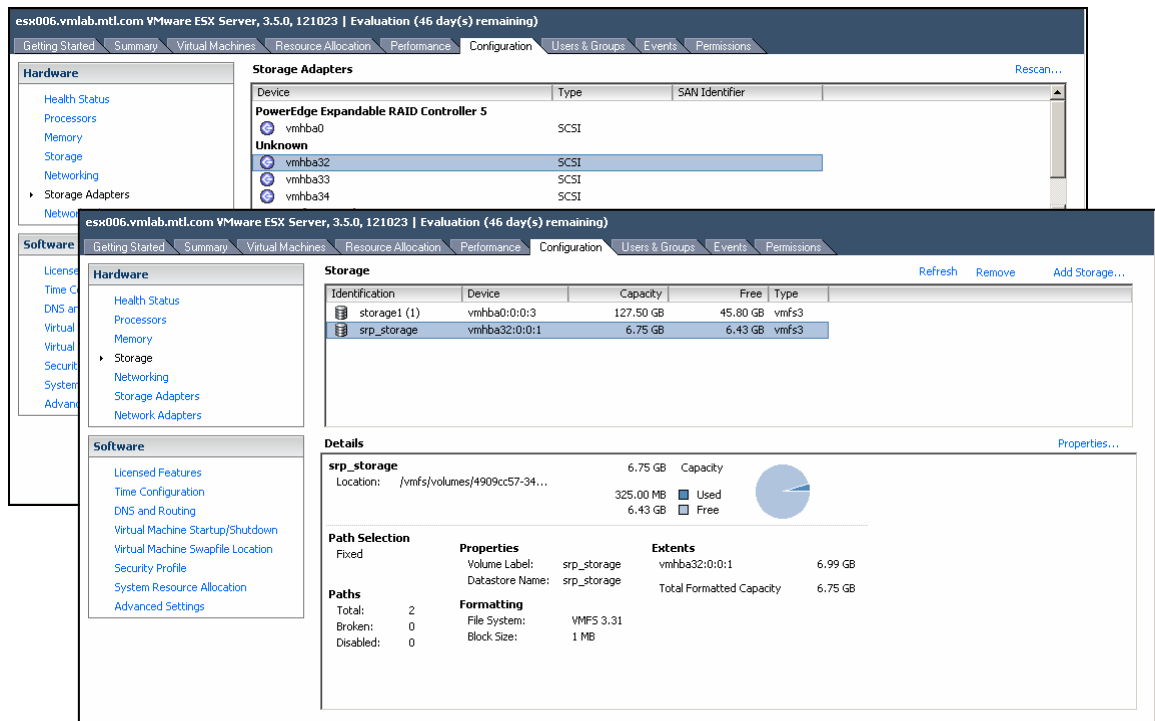 esx006.vmlab.mtl.com VMware ESX Server, 3.5.0, 121023 | Evaluation (46 day(s) remaining)
Getting Started Summary Virtual Machines Resource Allocation Performance Configuration Users & Groups Events Permissions
Hardware
Health Status
Processors
Memory
Storage
Networking
Storage Adapters
Storage Adapters Rescan...
Device Type SAN Identifier
PowerEdge Expandable RAID Controller 5
vmhba0 SCSI
Unknown
vmhba32 SCSI
vmhba33 SCSI
vmhba34 SCSI
Software
esx006.vmlab.mtl.com VMware ESX Server, 3.5.0, 121023 | Evaluation (46 day(s) remaining)
Getting Started Summary Virtual Machines Resource Allocation Performance Configuration Users & Groups Events Permissions
Hardware
Health Status
Processors
Memory
Storage
Networking
Storage Adapters
Network Adapters
Software
Licensed Features
Time Configuration
DNS and Routing
Virtual Machine Startup/Shutdown
Virtual Machine Swapfile Location
Security Profile
System Resource Allocation
Advanced Settings
Storage Refresh Remove Add Storage...
Identification Device Capacity Free Type
storage1 (1) vmhba0:0:0:3 127.50 GB 45.80 GB vmfs3
srp_storage vmhba32:0:0:1 6.75 GB 6.43 GB vmfs3
Details Properties...
srp_storage 6.75 GB Capacity
Location: /vmfs/volumes/4909cc57-34...
325.00 MB Used
6.43 GB Free
Path Selection
Fixed
Paths
Total: 2
Broken: 0
Disabled: 0
Properties
Volume Label: srp_storage
Datastore Name: srp_storage
Formatting
File System: VMFS 3.31
Block Size: 1 MB
Extents
vmhba32:0:0:1 6.99 GB
Total Formatted Capacity 6.75 GB